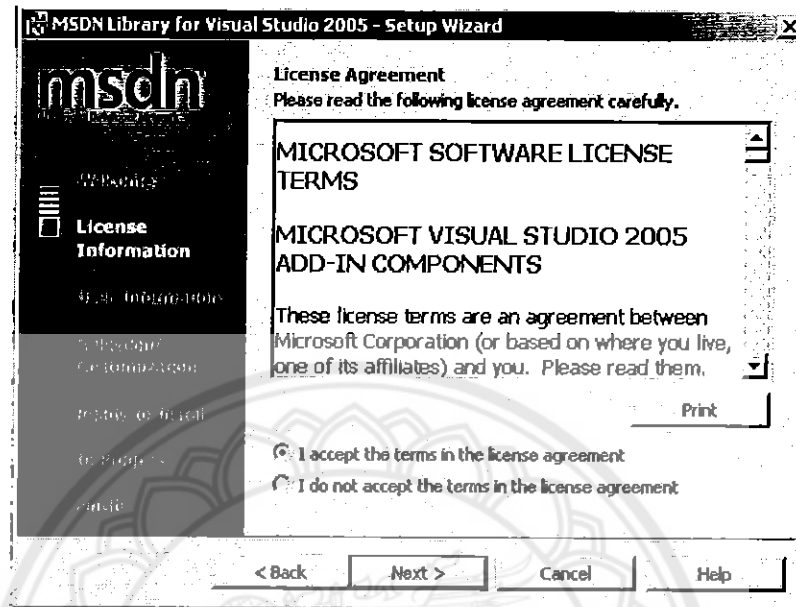 MSDN Library for Visual Studio 2005 - Setup Wizard
msdn
License
Information
License Agreement
Please read the following license agreement carefully.
MICROSOFT SOFTWARE LICENSE
TERMS
MICROSOFT VISUAL STUDIO 2005
ADD-IN COMPONENTS
These license terms are an agreement between
Microsoft Corporation (or based on where you live,
one of its affiliates) and you. Please read them.
Print
I accept the terms in the license agreement
I do not accept the terms in the license agreement
< Back
Next >
Cancel
Help